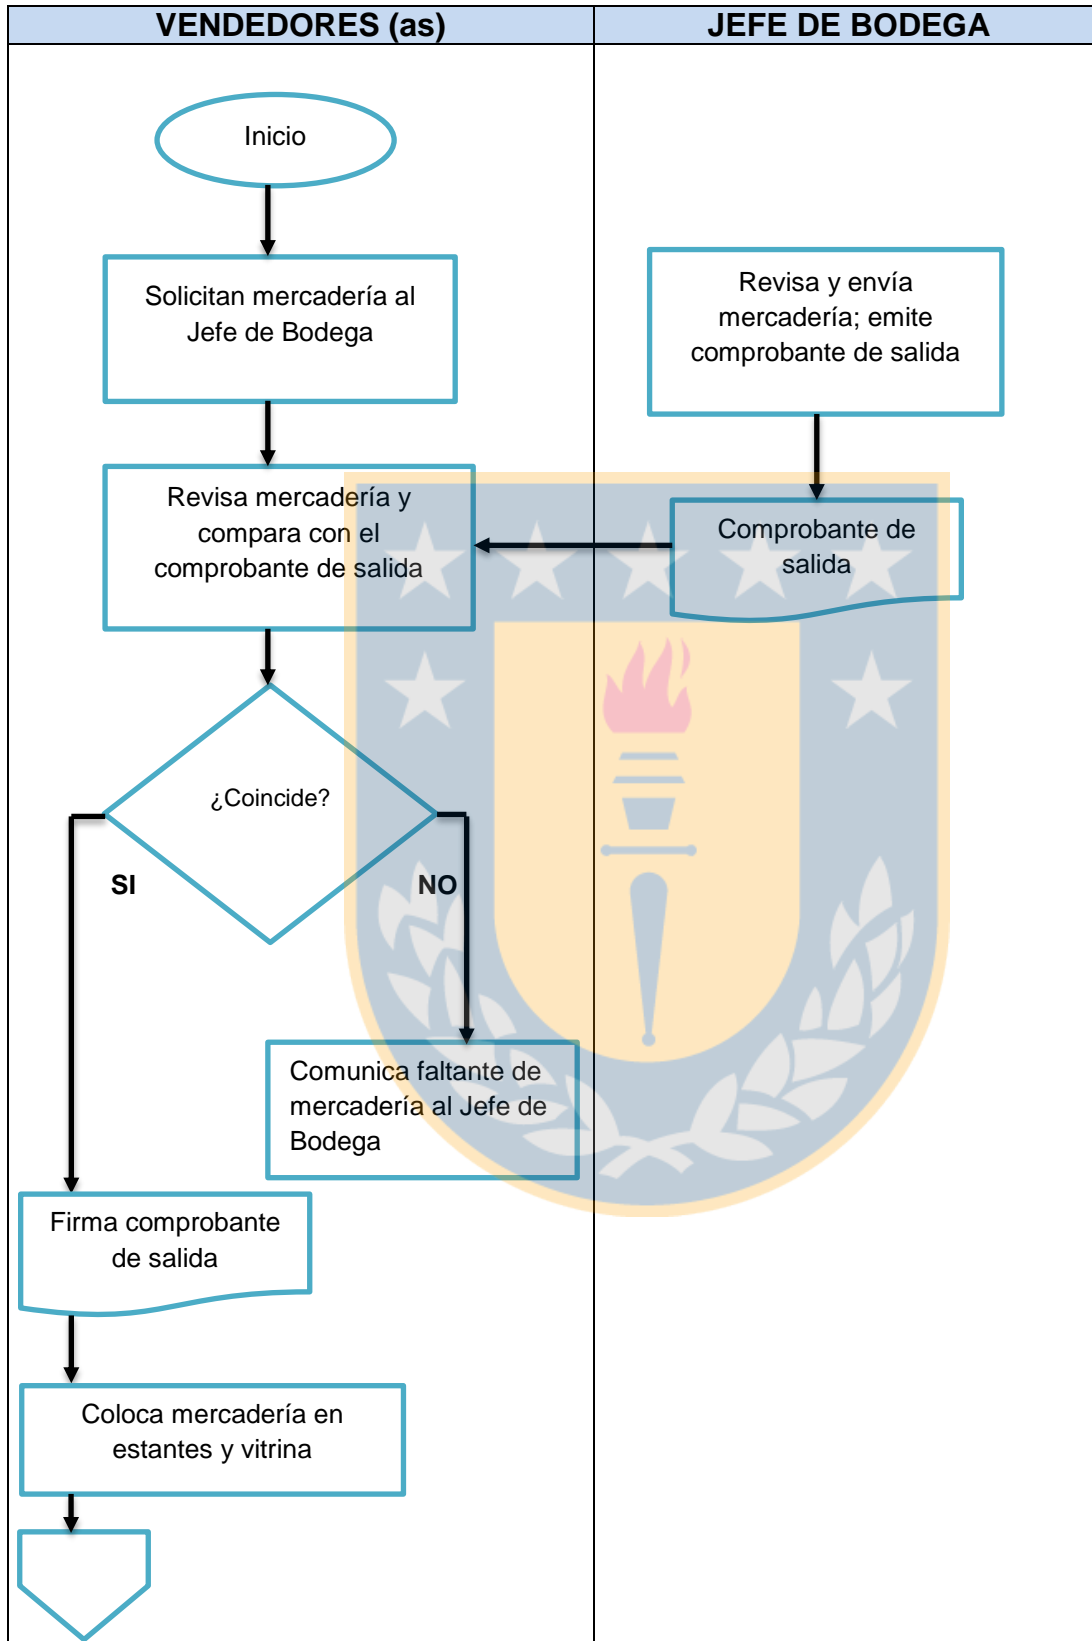 VENDEDORES (as)
JEFE DE BODEGA
Inicio
Solicitan mercadería al
Jefe de Bodega
Revisa y envía
mercadería; emite
comprobante de salida
Revisa mercadería y
compara con el
comprobante de salida
Comprobante de
salida
¿Coincide?
SI
NO
Comunica faltante de
mercadería al Jefe de
Bodega
Firma comprobante
de salida
Coloca mercadería en
estantes y vitrina